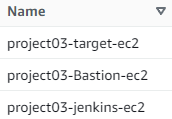 Name
project03-target-ec2
project03-Bastion-ec2
project03-jenkins-ec2